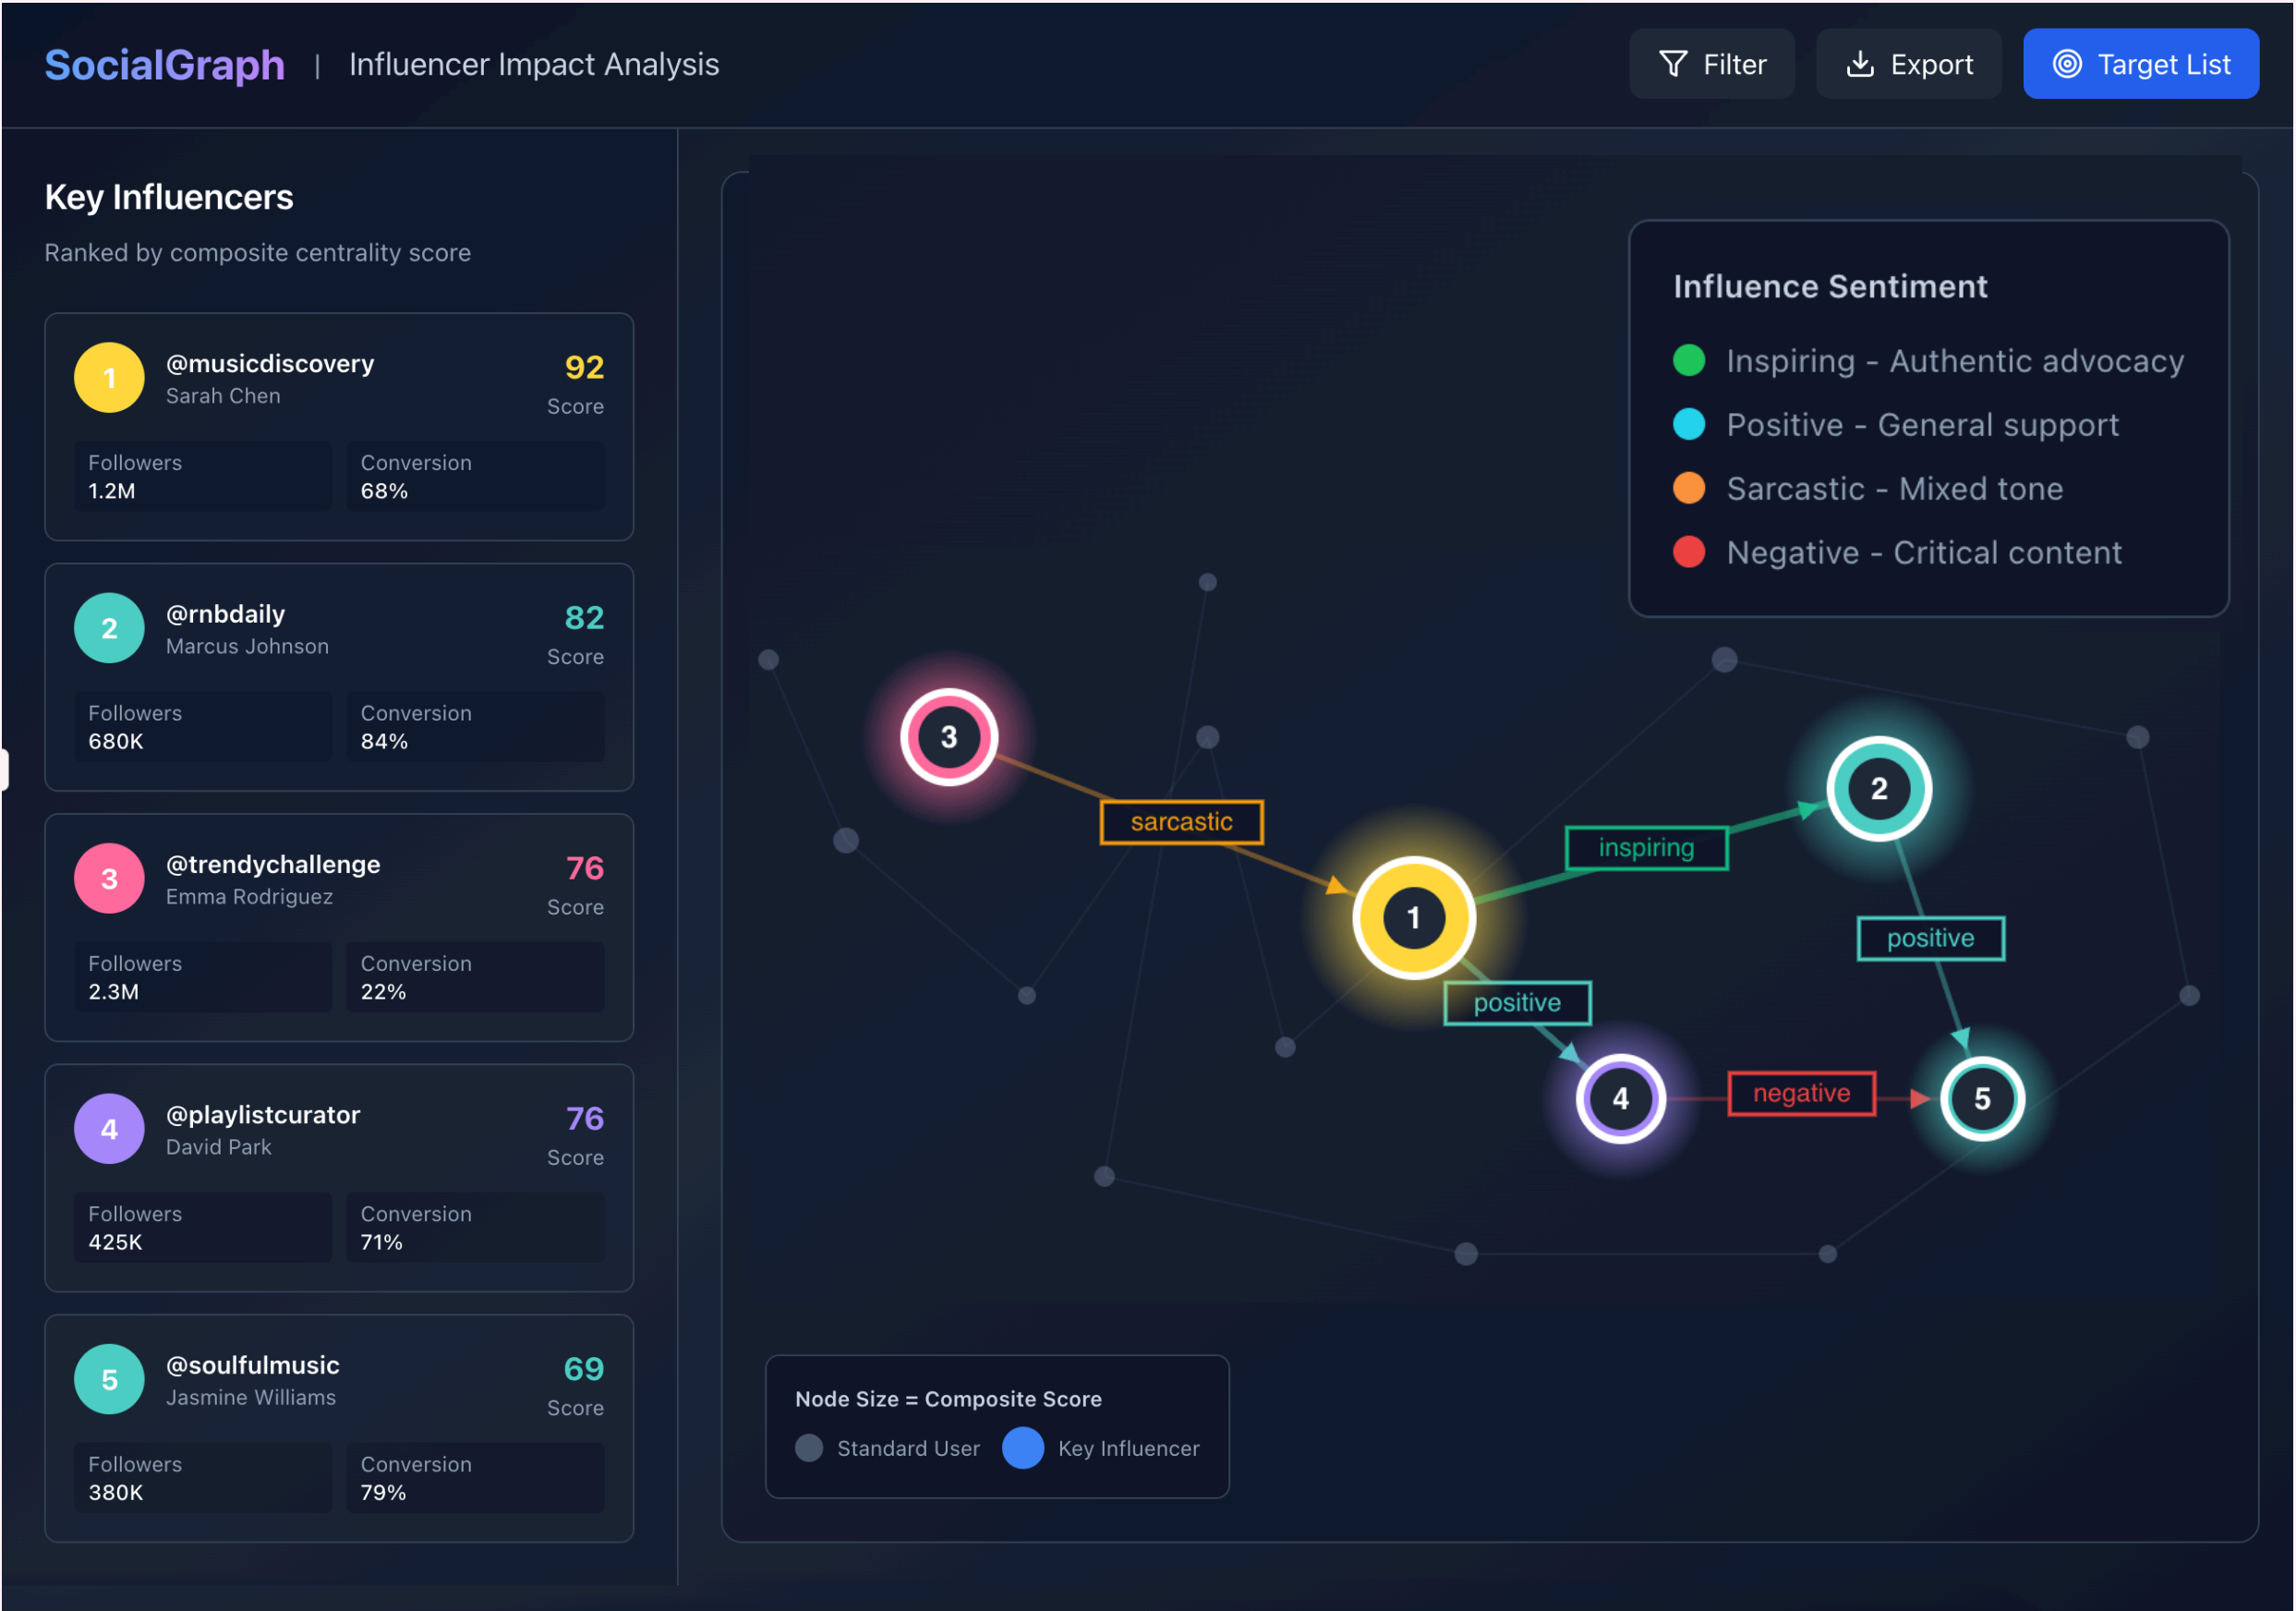 SocialGraph | Influencer Impact Analysis
Filter
Export
Target List
Key Influencers
Ranked by composite centrality score
1
@musicdiscovery
Sarah Chen
92
Score
Followers
1.2M
Conversion
68%
2
@rnbdaily
Marcus Johnson
82
Score
Followers
680K
Conversion
84%
3
@trendychallenge
Emma Rodriguez
76
Score
Followers
2.3M
Conversion
22%
4
@playlistcurator
David Park
76
Score
Followers
425K
Conversion
71%
5
@soulfulmusic
Jasmine Williams
69
Score
Followers
380K
Conversion
79%
Influence Sentiment
Inspiring - Authentic advocacy
Positive - General support
Sarcastic - Mixed tone
Negative - Critical content
3
sarcastic
1
inspiring
2
positive
positive
4
negative
5
Node Size = Composite Score
Standard User
Key Influencer